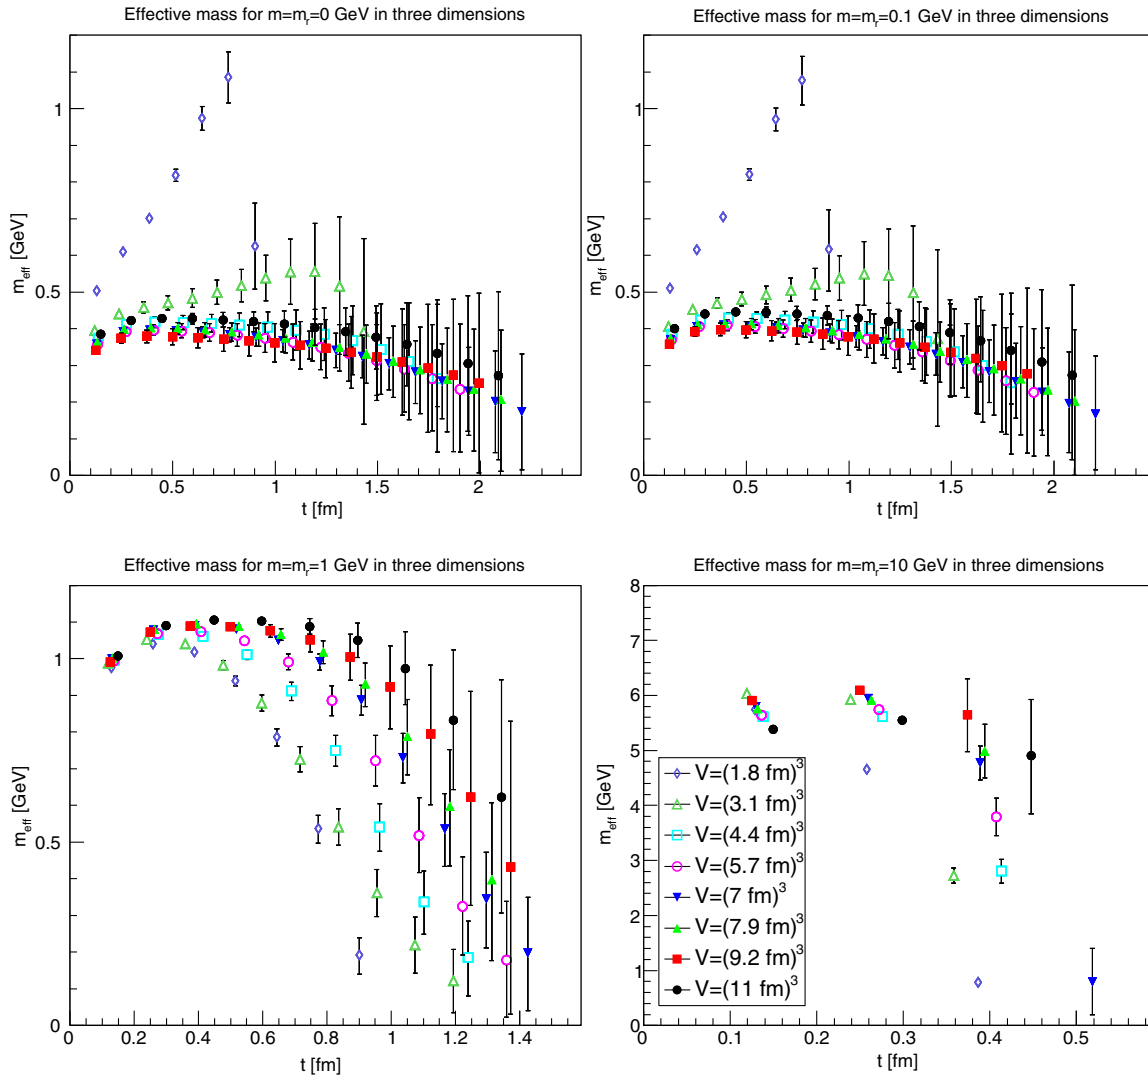 Effective mass for m=m_r=0 GeV in three dimensions
m_eff [GeV]
1
0.5
0
0 0.5 1 1.5 2
t [fm]
Effective mass for m=m_r=0.1 GeV in three dimensions
m_eff [GeV]
1
0.5
0
0 0.5 1 1.5 2
t [fm]
Effective mass for m=m_r=1 GeV in three dimensions
m_eff [GeV]
1
0.5
0
0 0.2 0.4 0.6 0.8 1 1.2 1.4
t [fm]
Effective mass for m=m_r=10 GeV in three dimensions
m_eff [GeV]
8
7
6
5
4
3
2
1
0
0.1 0.2 0.3 0.4 0.5
t [fm]
V=(1.8 fm)^3
V=(3.1 fm)^3
V=(4.4 fm)^3
V=(5.7 fm)^3
V=(7 fm)^3
V=(7.9 fm)^3
V=(9.2 fm)^3
V=(11 fm)^3